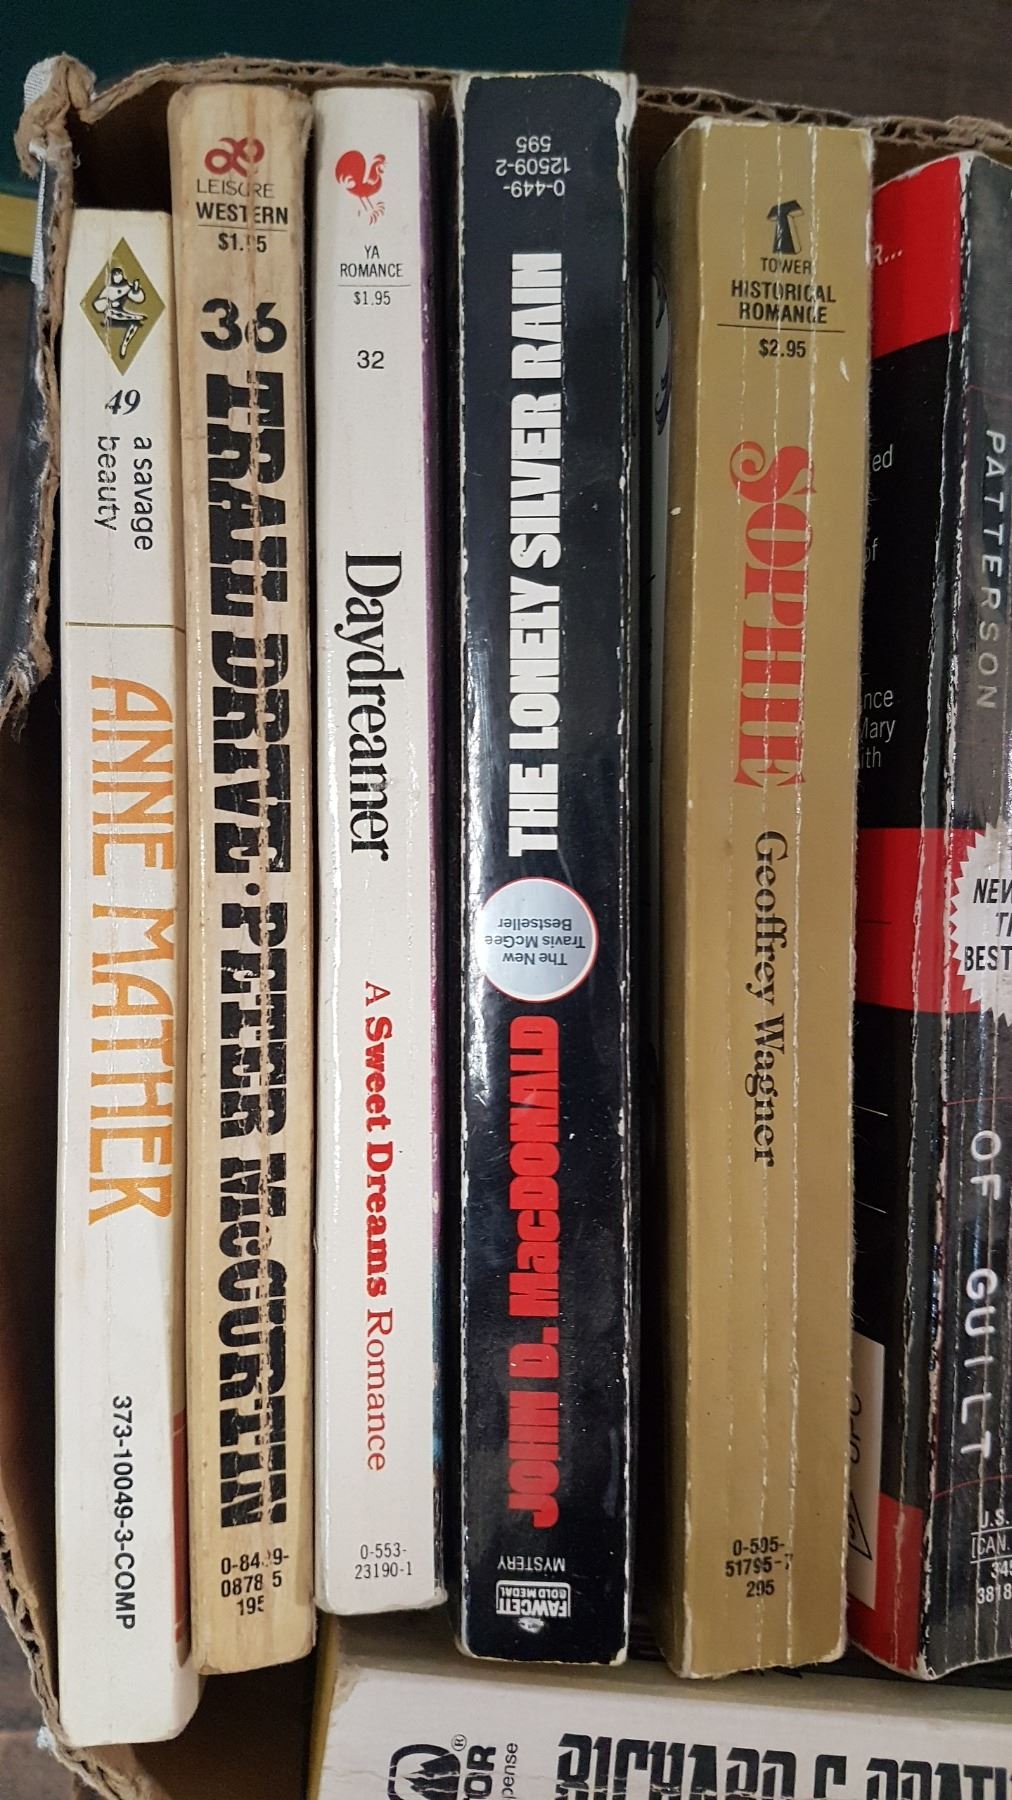 49
a savage
beauty
ANNE MATHER
373-10049-3-COMP
LEISURE
WESTERN
36
TRAIL DRIVE • PETER MCCURTIN
195
YA
ROMANCE
$1.95
32
Daydreamer
A Sweet Dreams Romance
0-553-
23190-1
0-449-
12509-2
595
THE LONELY SILVER RAIN
The New
Travis McGee
Bestseller
JOHN D. MacDONALD
MYSTERY
FAWCETT
GOLD MEDAL
TOWER
HISTORICAL
ROMANCE
$2.95
SOPHIE
Geoffrey Wagner
PATTERSON
OF GUILT
U.S.
CAN.